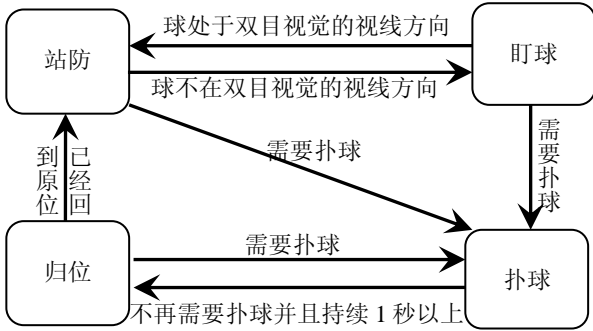 球处于双目视觉的视线方向
站防
盯球
球不在双目视觉的视线方向
需要扑球
需要扑球
已经回
到原位
归位
需要扑球
扑球
不再需要扑球并且持续 1 秒以上